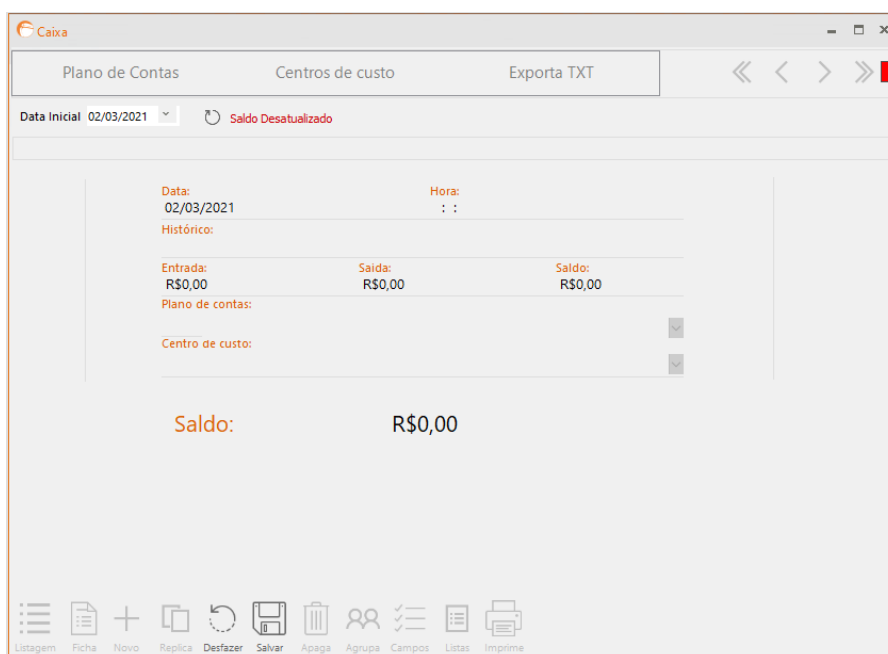 Caixa
Plano de Contas Centros de custo Exporta TXT
Data Inicial 02/03/2021 Saldo Desatualizado
Data: Hora:
02/03/2021 : :
Histórico:
Entrada: Saida: Saldo:
R$0,00 R$0,00 R$0,00
Plano de contas:
Centro de custo:
Saldo: R$0,00
Listagem Ficha Novo Replica Desfazer Salvar Apaga Agrupa Campos Listas Imprime